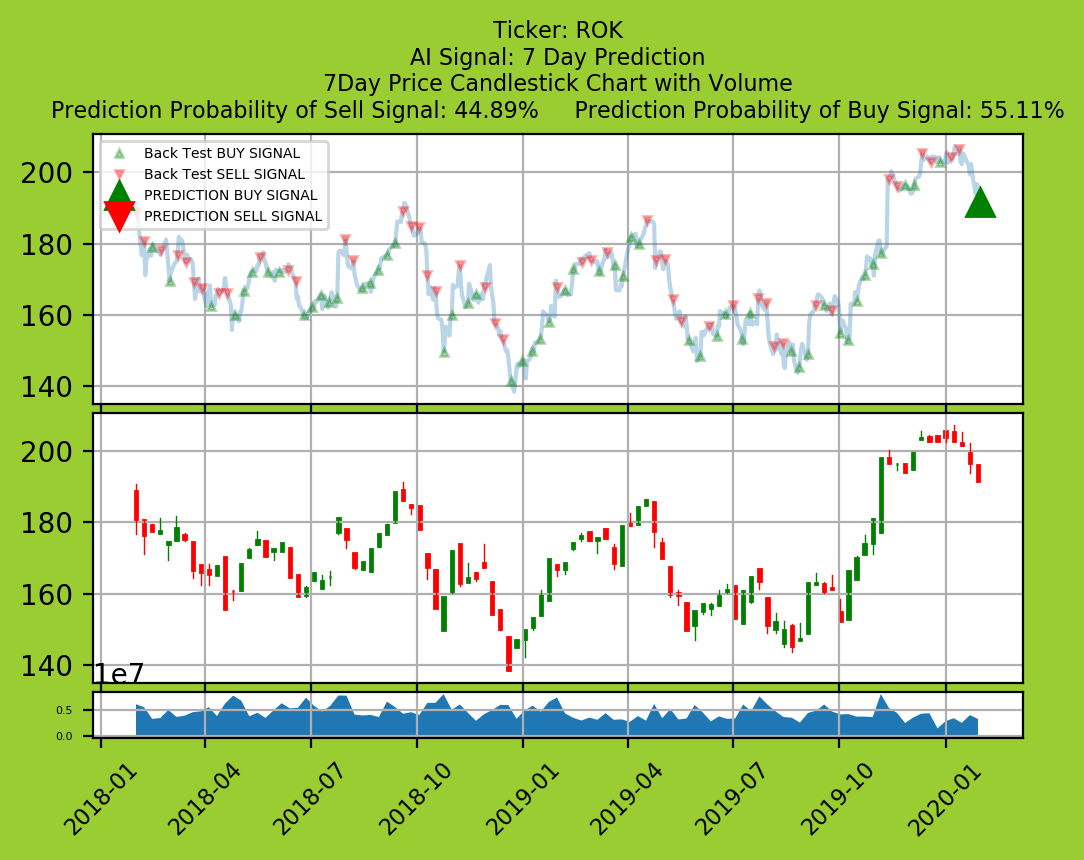 Ticker: ROK
AI Signal: 7 Day Prediction
7Day Price Candlestick Chart with Volume
Prediction Probability of Sell Signal: 44.89% Prediction Probability of Buy Signal: 55.11%
Back Test BUY SIGNAL
Back Test SELL SIGNAL
PREDICTION BUY SIGNAL
PREDICTION SELL SIGNAL
200
180
160
140
200
180
160
140
1e7
0.5
0.0
2018-01
2018-04
2018-07
2018-10
2019-01
2019-04
2019-07
2019-10
2020-01